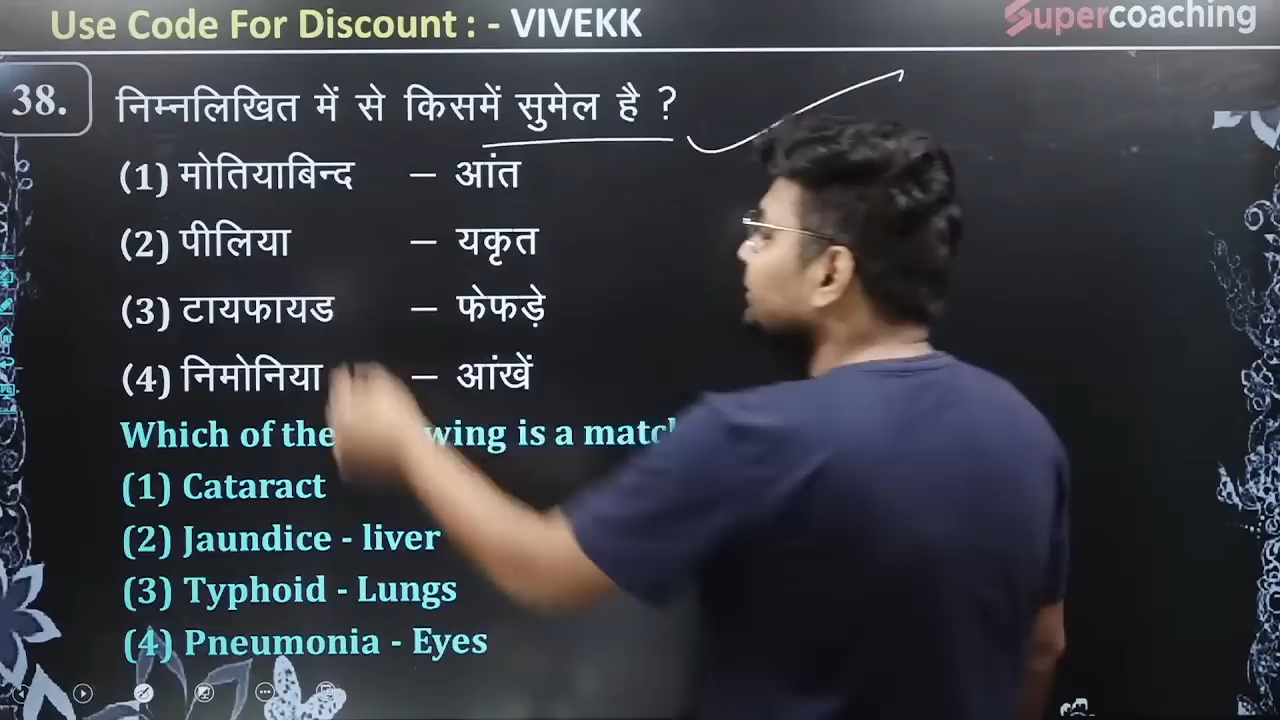 Use Code For Discount : - VIVEKK
Supercoaching
38. निम्नलिखित में से किसमें सुमेल है ?
(1) मोतियाबिन्द – आंत
(2) पीलिया – यकृत
(3) टायफायड – फेफड़े
(4) निमोनिया – आंखें
Which of the wing is a matc
(1) Cataract
(2) Jaundice - liver
(3) Typhoid - Lungs
(4) Pneumonia - Eyes